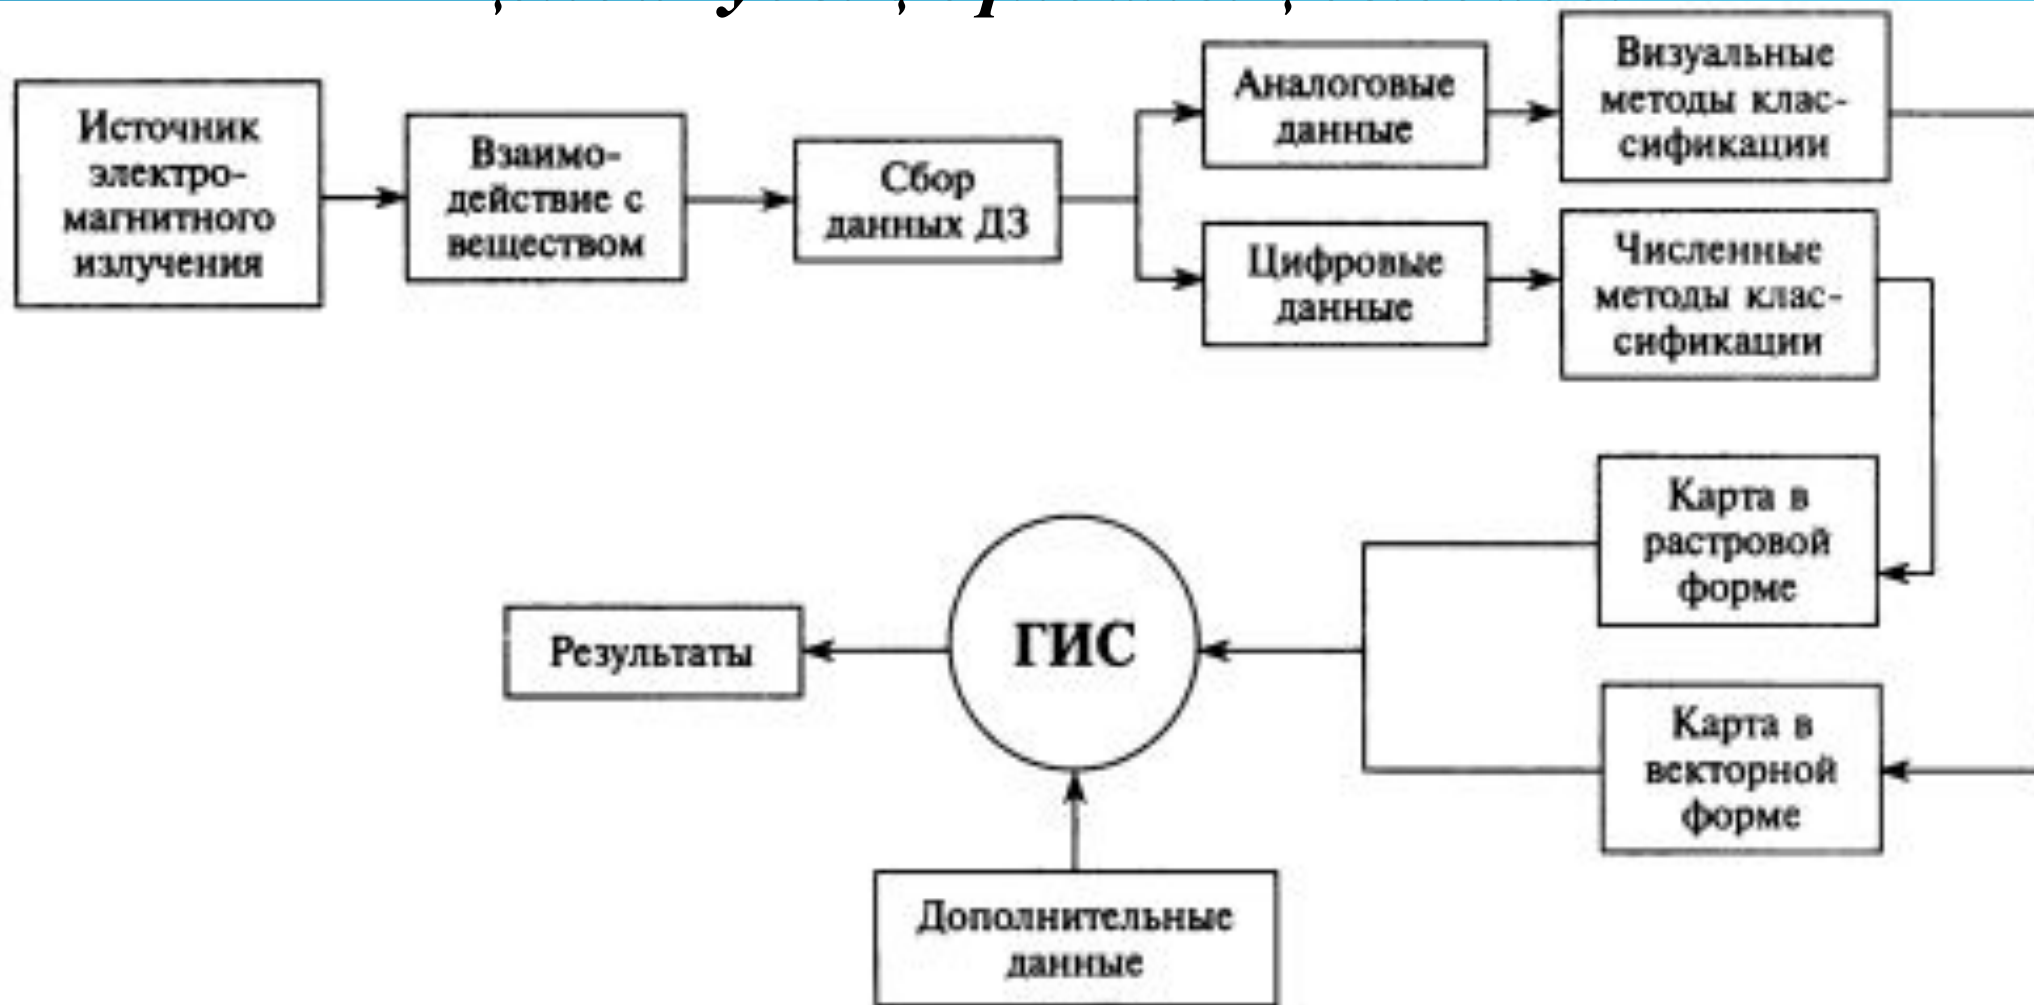 Источник
электро-
магнитного
излучения
Взаимо-
действие с
веществом
Сбор
данных ДЗ
Аналоговые
данные
Визуальные
методы клас-
сификации
Цифровые
данные
Численные
методы клас-
сификации
Карта в
растровой
форме
Карта в
векторной
форме
ГИС
Результаты
Дополнительные
данные